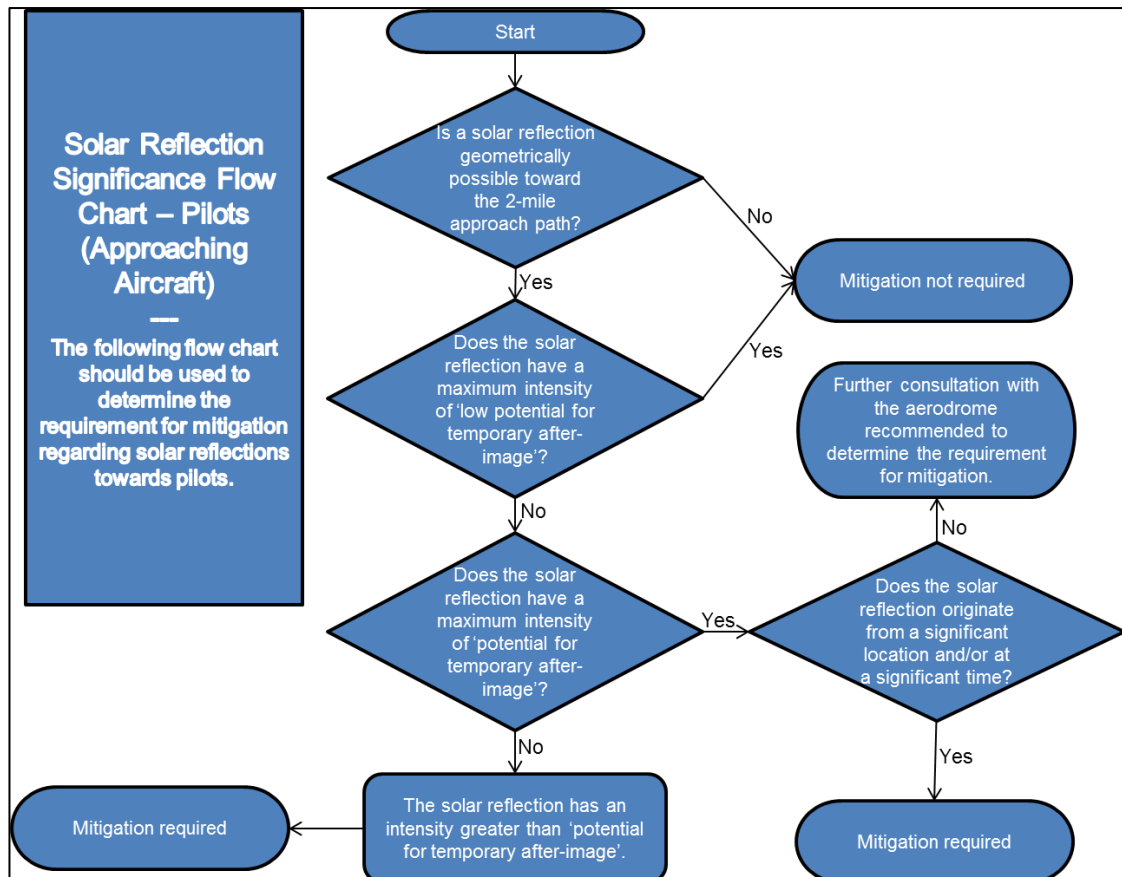 Solar Reflection
Significance Flow
Chart – Pilots
(Approaching
Aircraft)
---
The following flow chart
should be used to
determine the
requirement for mitigation
regarding solar reflections
towards pilots.
Start
Is a solar reflection
geometrically
possible toward
the 2-mile
approach path?
No
Yes
Mitigation not required
Does the solar
reflection have a
maximum intensity
of ‘low potential for
temporary after-
image’?
Yes
No
Further consultation with
the aerodrome
recommended to
determine the requirement
for mitigation.
No
Does the solar
reflection have a
maximum intensity
of ‘potential for
temporary after-
image’?
Yes
Does the solar
reflection originate
from a significant
location and/or at
a significant time?
No
Yes
The solar reflection has an
intensity greater than ‘potential
for temporary after-image’.
Mitigation required
Mitigation required